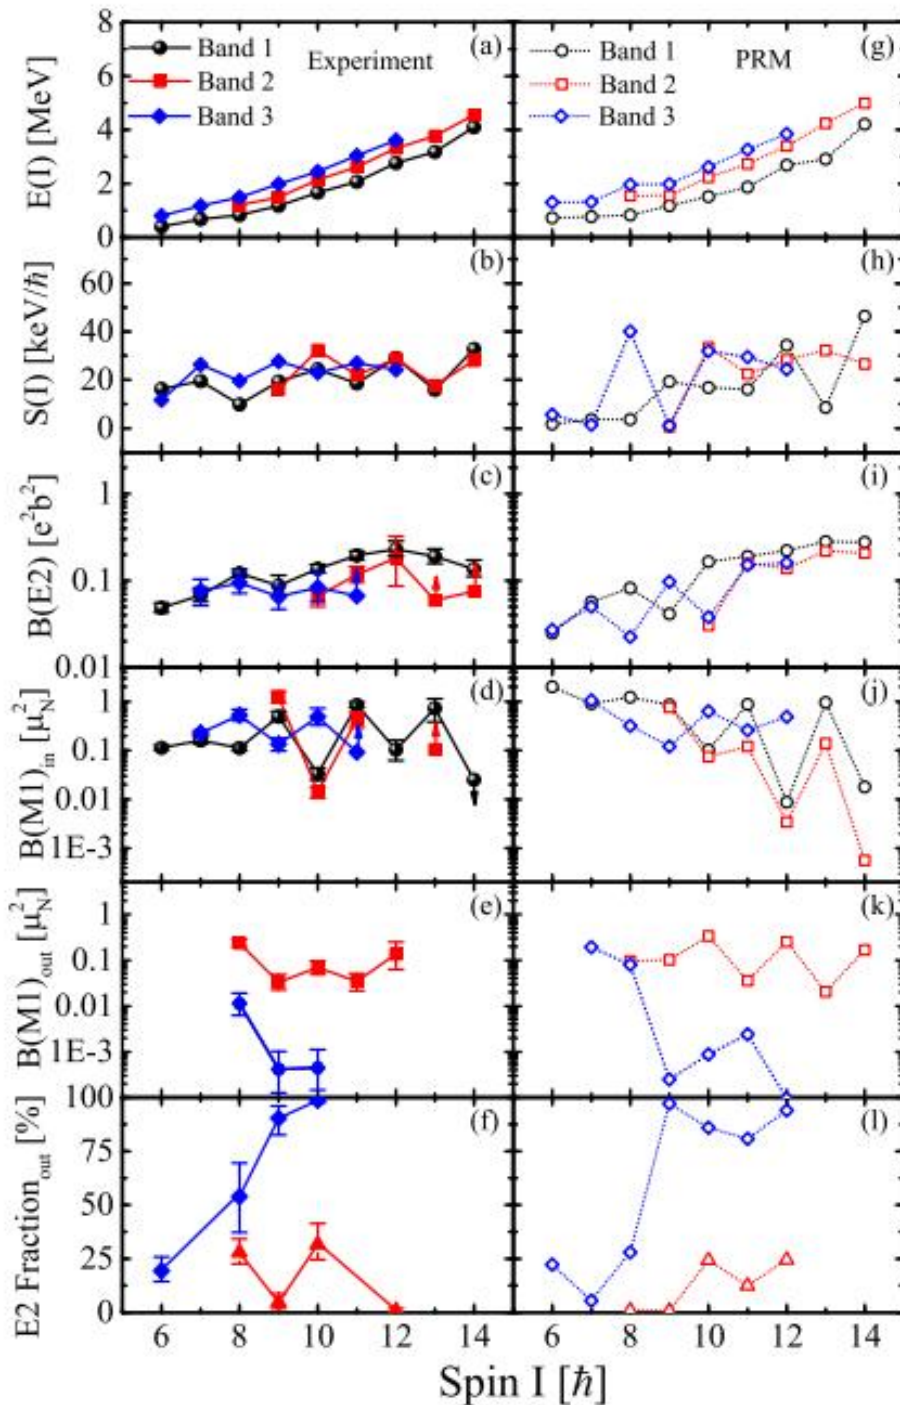 8
6
4
2
0
E(I) [MeV]
Band 1
Band 2
Band 3
Experiment
(a)
Band 1
Band 2
Band 3
PRM
(g)
60
40
20
0
S(I) [keV/ℏ]
(b)
(h)
1
0.1
0.01
B(E2) [e²b²]
(c)
(i)
1
0.1
0.01
1E-3
B(M1)in [μN²]
(d)
(j)
1
0.1
0.01
1E-3
B(M1)out [μN²]
(e)
(k)
100
75
50
25
0
E2 Fractionout [%]
(f)
(l)
6 8 10 12 14 6 8 10 12 14
Spin I [ℏ]